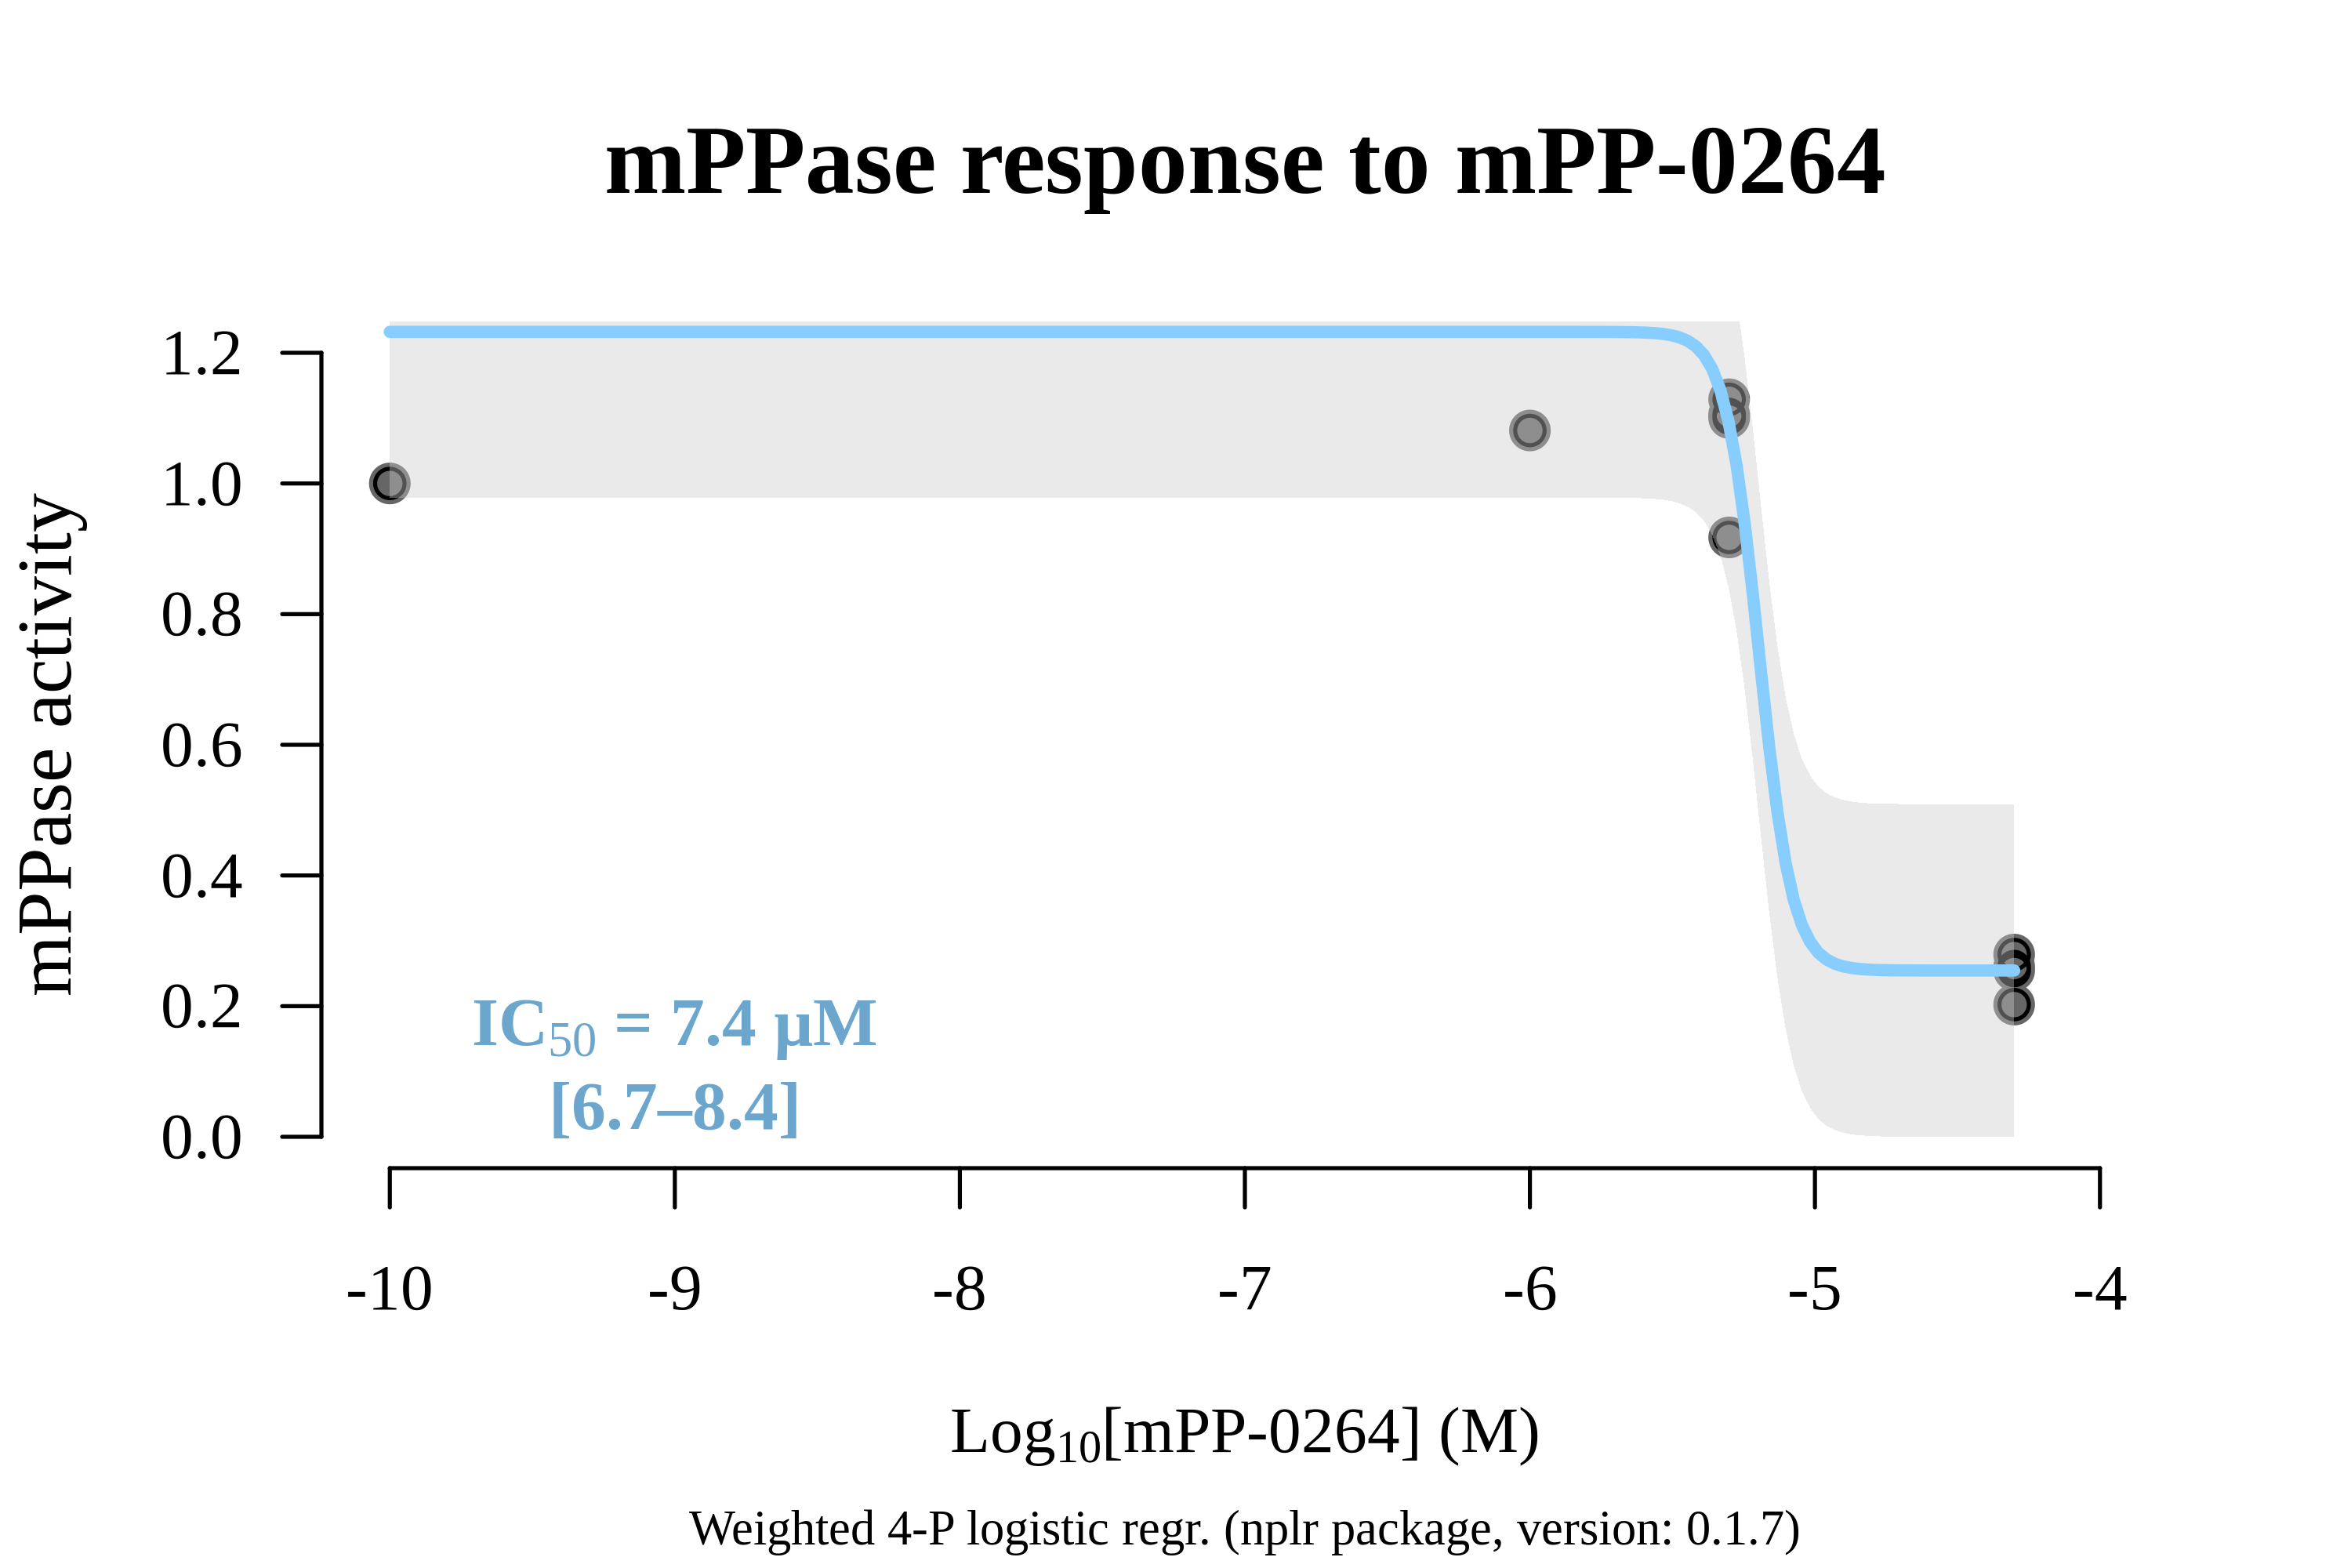 mPPase response to mPP-0264
mPPase activity
1.2
1.0
0.8
0.6
0.4
0.2
0.0
IC50 = 7.4 µM
[6.7–8.4]
-10 -9 -8 -7 -6 -5 -4
Log10[mPP-0264] (M)
Weighted 4-P logistic regr. (nplr package, version: 0.1.7)